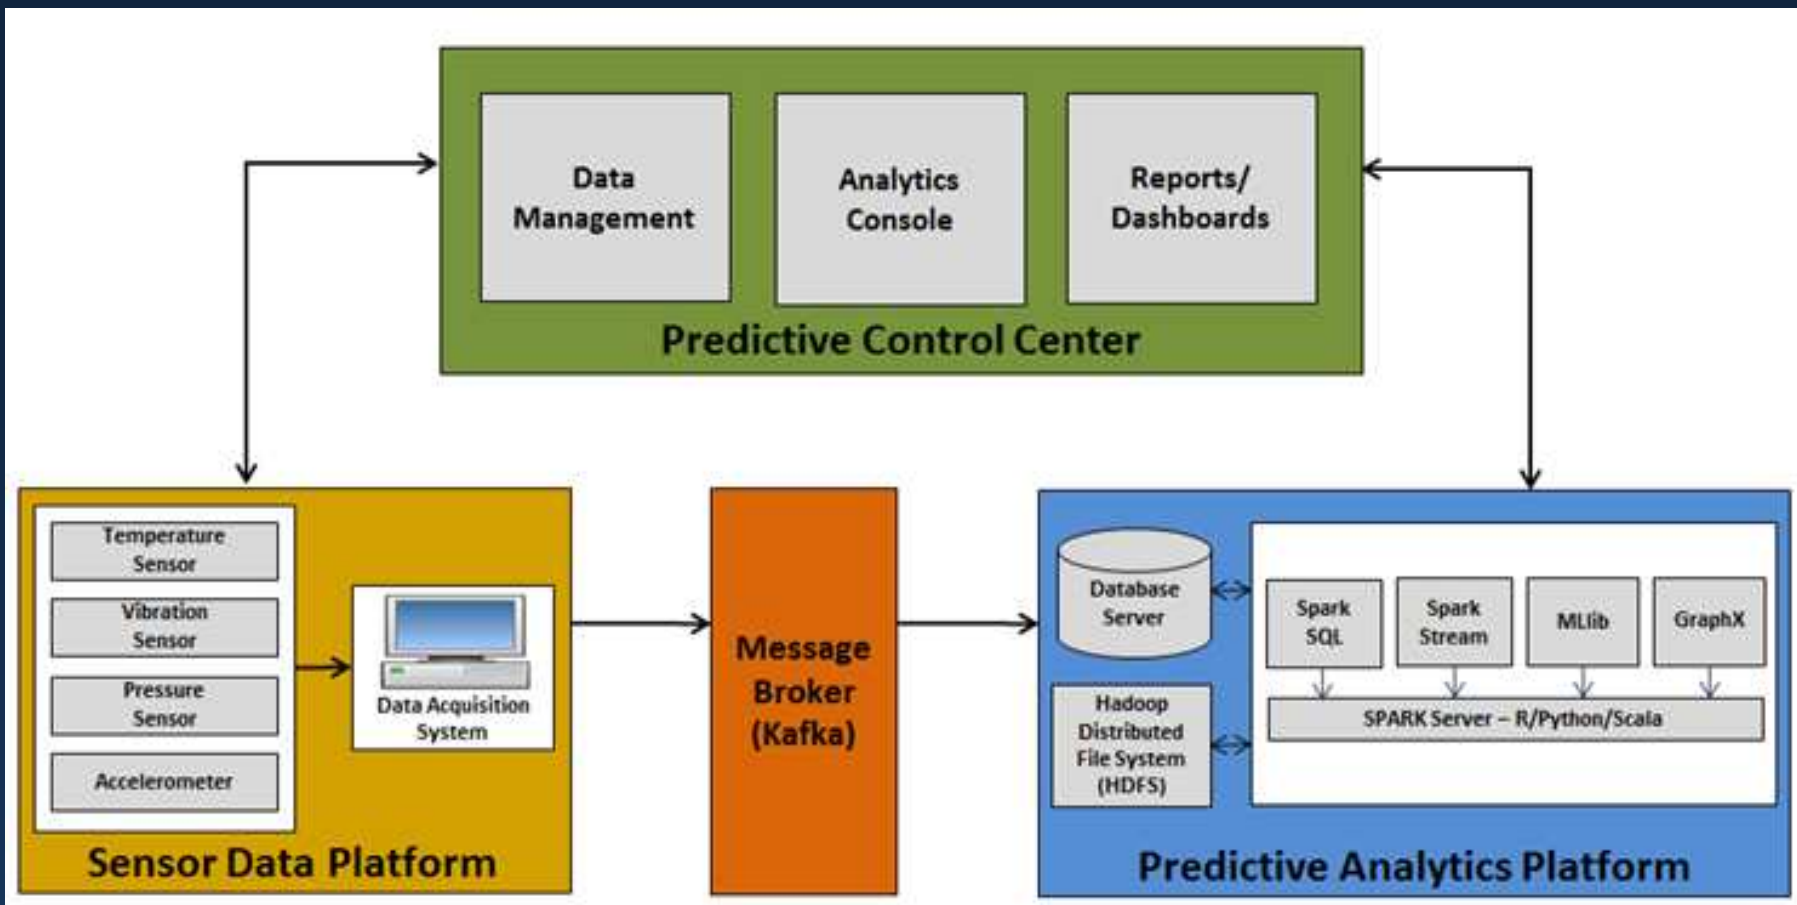 Data
Management
Analytics
Console
Reports/
Dashboards
Predictive Control Center
Temperature
Sensor
Vibration
Sensor
Pressure
Sensor
Accelerometer
Data Acquisition
System
Sensor Data Platform
Message
Broker
(Kafka)
Database
Server
Hadoop
Distributed
File System
(HDFS)
Spark
SQL
Spark
Stream
MLlib
GraphX
SPARK Server – R/Python/Scala
Predictive Analytics Platform